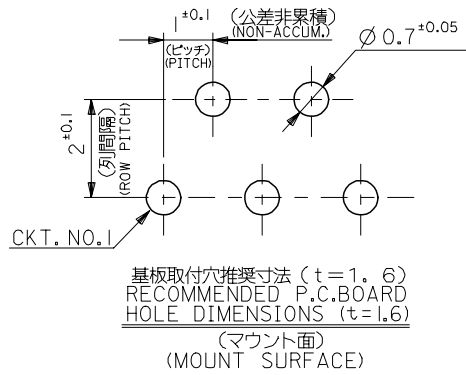 1 ±0.1
(公差非累積)
(NON-ACCUM.)
(ピッチ)
(PITCH)
Ø 0.7 ±0.05
2 ±0.1
(列間隔)
(ROW PITCH)
CKT. NO.1
基板取付穴推奨寸法 (t=1. 6)
RECOMMENDED P.C.BOARD
HOLE DIMENSIONS (t=1.6)
(マウント面)
(MOUNT SURFACE)